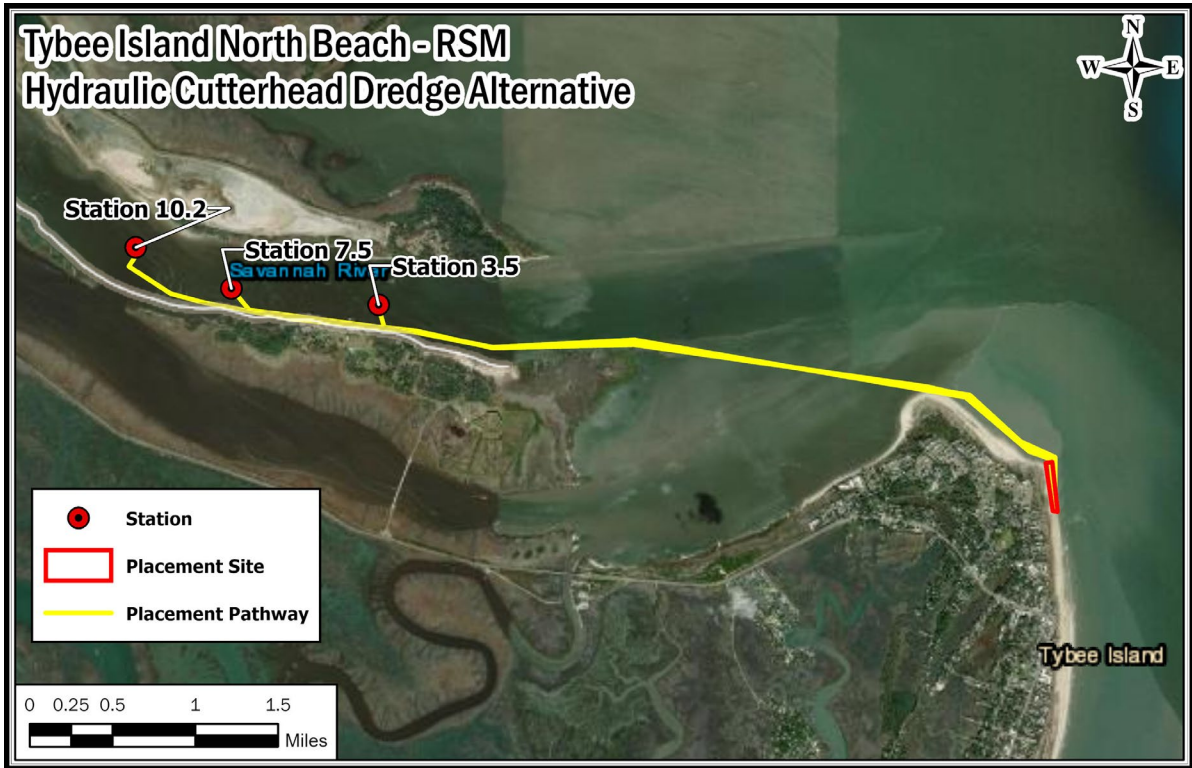 Tybee Island North Beach - RSM
Hydraulic Cutterhead Dredge Alternative
N
W E
S
Station 10.2
Station 7.5
Savannah River
Station 3.5
Station
Placement Site
Placement Pathway
Tybee Island
0 0.25 0.5 1 1.5
Miles